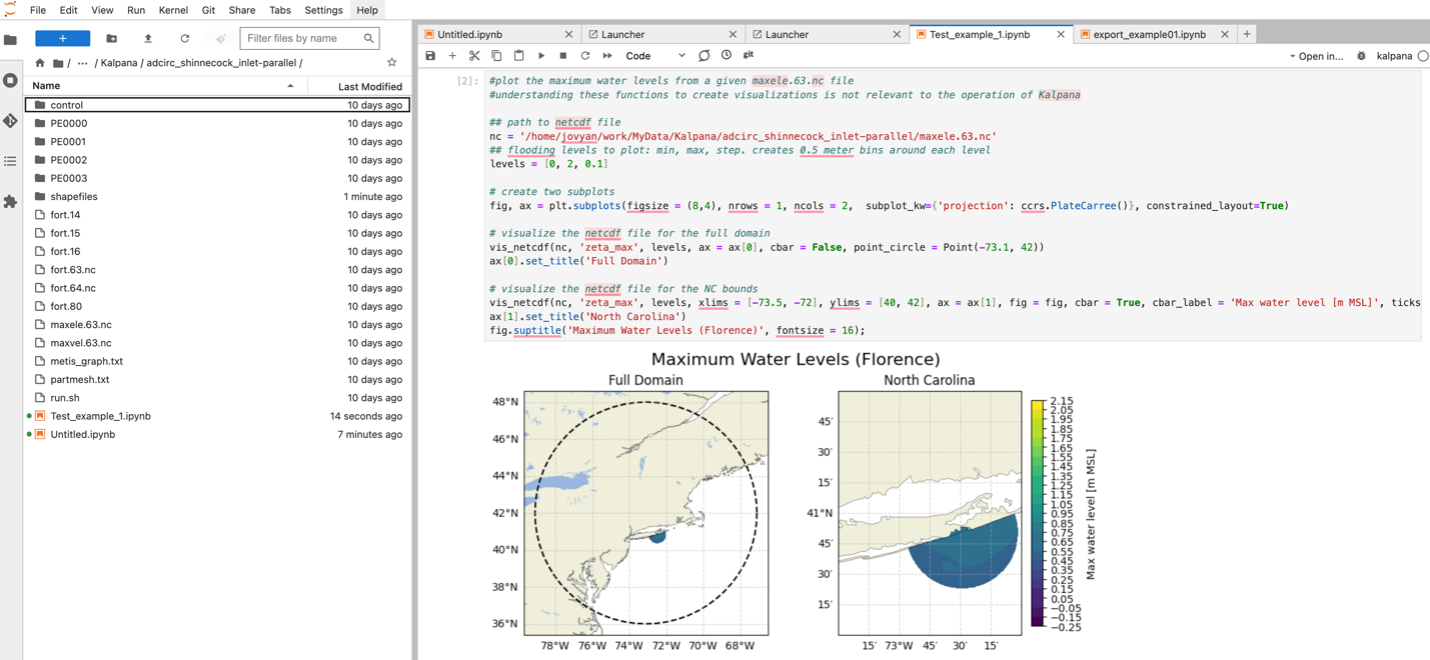 File Edit View Run Kernel Git Share Tabs Settings Help
Filter files by name
/ ··· / Kalpana / adcirc_shinnecock_inlet-parallel /
Name Last Modified
control 10 days ago
PE0000 10 days ago
PE0001 10 days ago
PE0002 10 days ago
PE0003 10 days ago
shapefiles 1 minute ago
fort.14 10 days ago
fort.15 10 days ago
fort.16 10 days ago
fort.63.nc 10 days ago
fort.64.nc 10 days ago
fort.80 10 days ago
maxele.63.nc 10 days ago
maxvel.63.nc 10 days ago
metis_graph.txt 10 days ago
partmesh.txt 10 days ago
run.sh 10 days ago
Test_example_1.ipynb 14 seconds ago
Untitled.ipynb 7 minutes ago
Untitled.ipynb Launcher Launcher Test_example_1.ipynb export_example01.ipynb
Code git Open in... kalpana
[2]:
#plot the maximum water levels from a given maxele.63.nc file
#understanding these functions to create visualizations is not relevant to the operation of Kalpana
## path to netcdf file
nc = '/home/jovyan/work/MyData/Kalpana/adcirc_shinnecock_inlet-parallel/maxele.63.nc'
## flooding levels to plot: min, max, step. creates 0.5 meter bins around each level
levels = [0, 2, 0.1]
# create two subplots
fig, ax = plt.subplots(figsize = (8,4), nrows = 1, ncols = 2, subplot_kw={'projection': ccrs.PlateCarree()}, constrained_layout=True)
# visualize the netcdf file for the full domain
vis_netcdf(nc, 'zeta_max', levels, ax = ax[0], cbar = False, point_circle = Point(-73.1, 42))
ax[0].set_title('Full Domain')
# visualize the netcdf file for the NC bounds
vis_netcdf(nc, 'zeta_max', levels, xlims = [-73.5, -72], ylims = [40, 42], ax = ax[1], fig = fig, cbar = True, cbar_label = 'Max water level [m MSL]', ticks
ax[1].set_title('North Carolina')
fig.suptitle('Maximum Water Levels (Florence)', fontsize = 16);
Maximum Water Levels (Florence)
Full Domain
48°N
46°N
44°N
42°N
40°N
38°N
36°N
78°W 76°W 74°W 72°W 70°W 68°W
North Carolina
45′
30′
15′
41°N
45′
30′
15′
15′ 73°W 45′ 30′ 15′
2.15
2.05
1.95
1.85
1.75
1.65
1.55
1.45
1.35
1.25
1.15
1.05
0.95
0.85
0.75
0.65
0.55
0.45
0.35
0.25
0.15
0.05
−0.05
−0.15
−0.25
Max water level [m MSL]